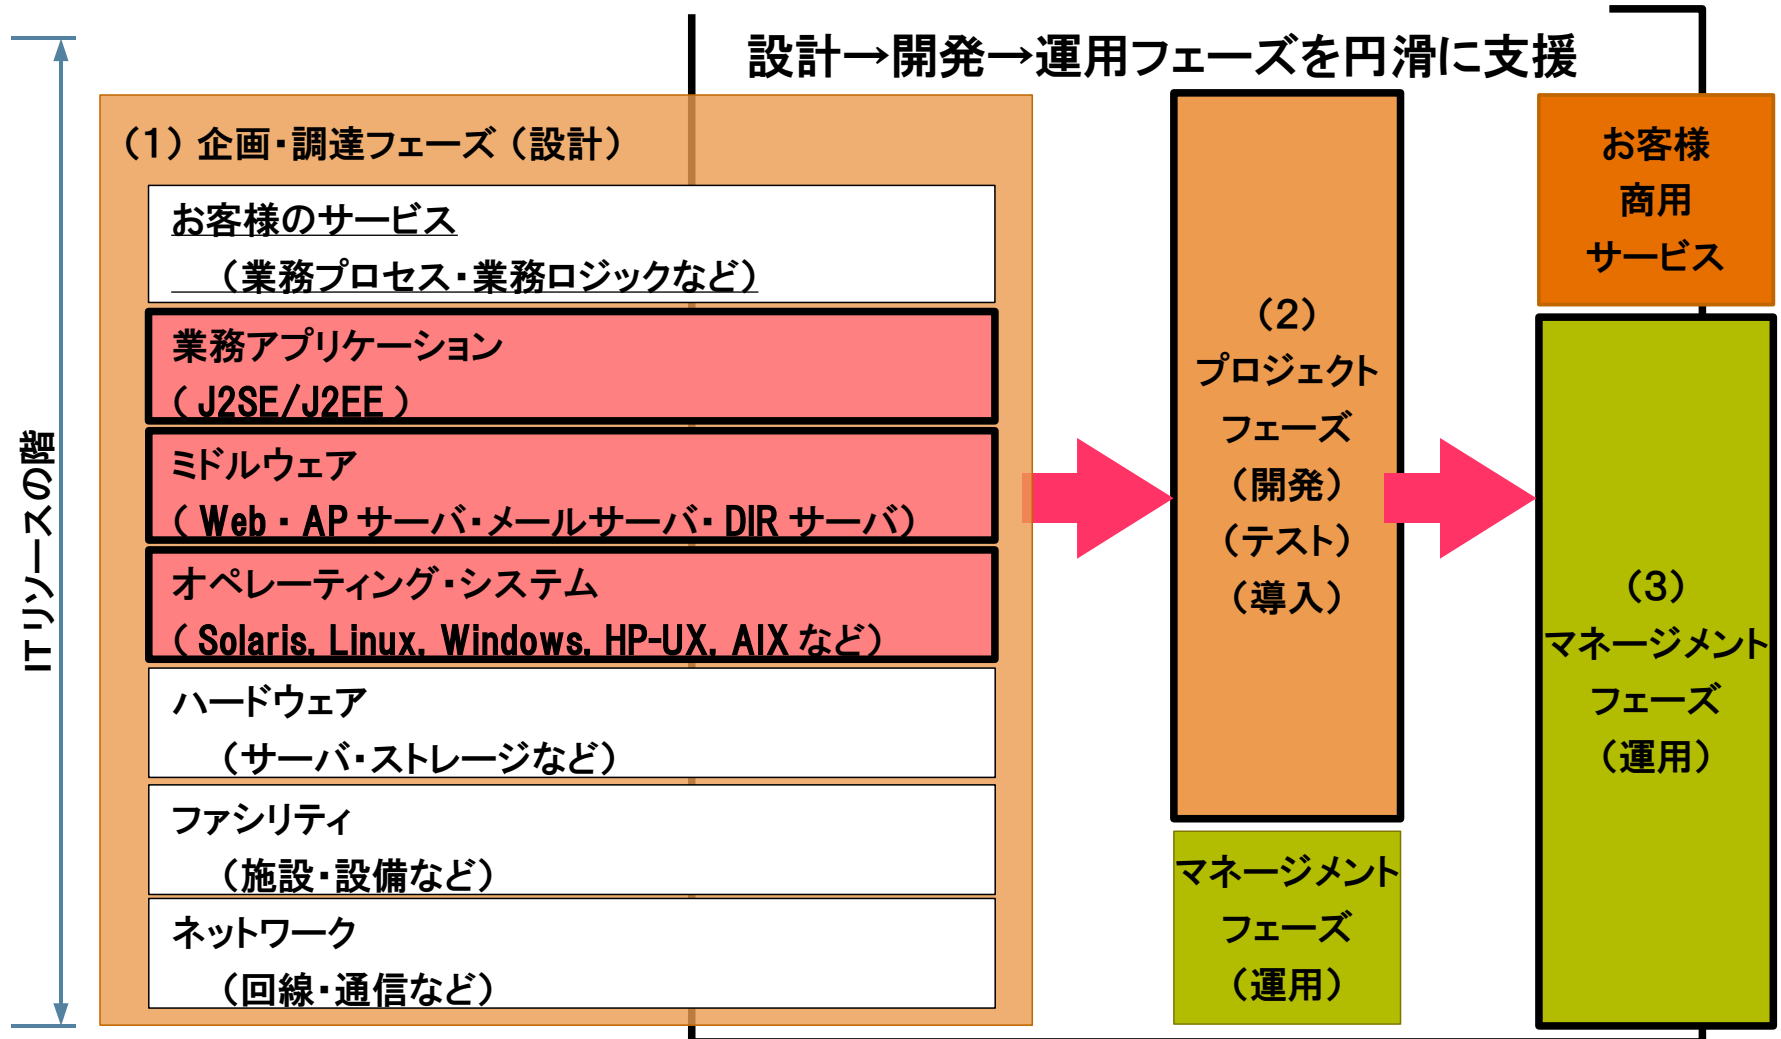 設計→開発→運用フェーズを円滑に支援
ITリソースの階
（１）企画・調達フェーズ（設計）
お客様のサービス
（業務プロセス・業務ロジックなど）
業務アプリケーション
（J2SE/J2EE）
ミドルウェア
（Web・APサーバ・メールサーバ・DIRサーバ）
オペレーティング・システム
（Solaris, Linux, Windows, HP-UX, AIXなど）
ハードウェア
（サーバ・ストレージなど）
ファシリティ
（施設・設備など）
ネットワーク
（回線・通信など）
（２）
プロジェクト
フェーズ
（開発）
（テスト）
（導入）
マネージメント
フェーズ
（運用）
お客様
商用
サービス
（３）
マネージメント
フェーズ
（運用）